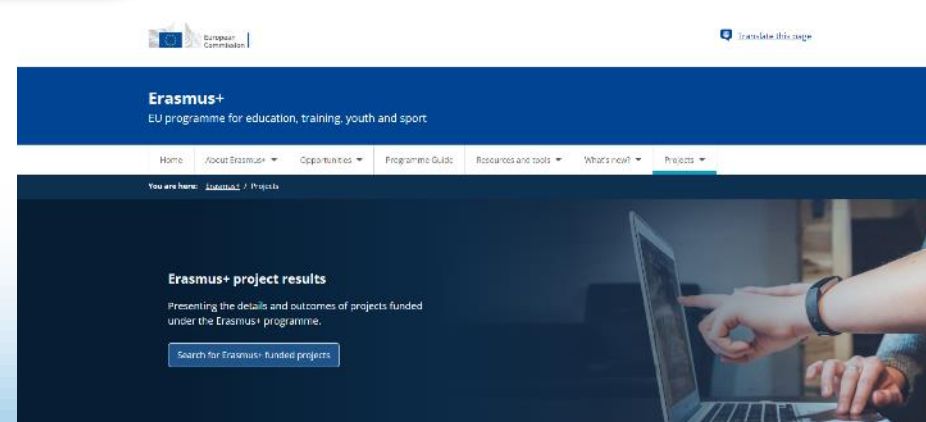 European
Commission
Translate this page
Erasmus+
EU programme for education, training, youth and sport
Home About Erasmus+ Opportunities Programme Guide Resources and tools What's new? Projects
You are here: Erasmus+ / Projects
Erasmus+ project results
Presenting the details and outcomes of projects funded
under the Erasmus+ programme.
Search for Erasmus+ funded projects